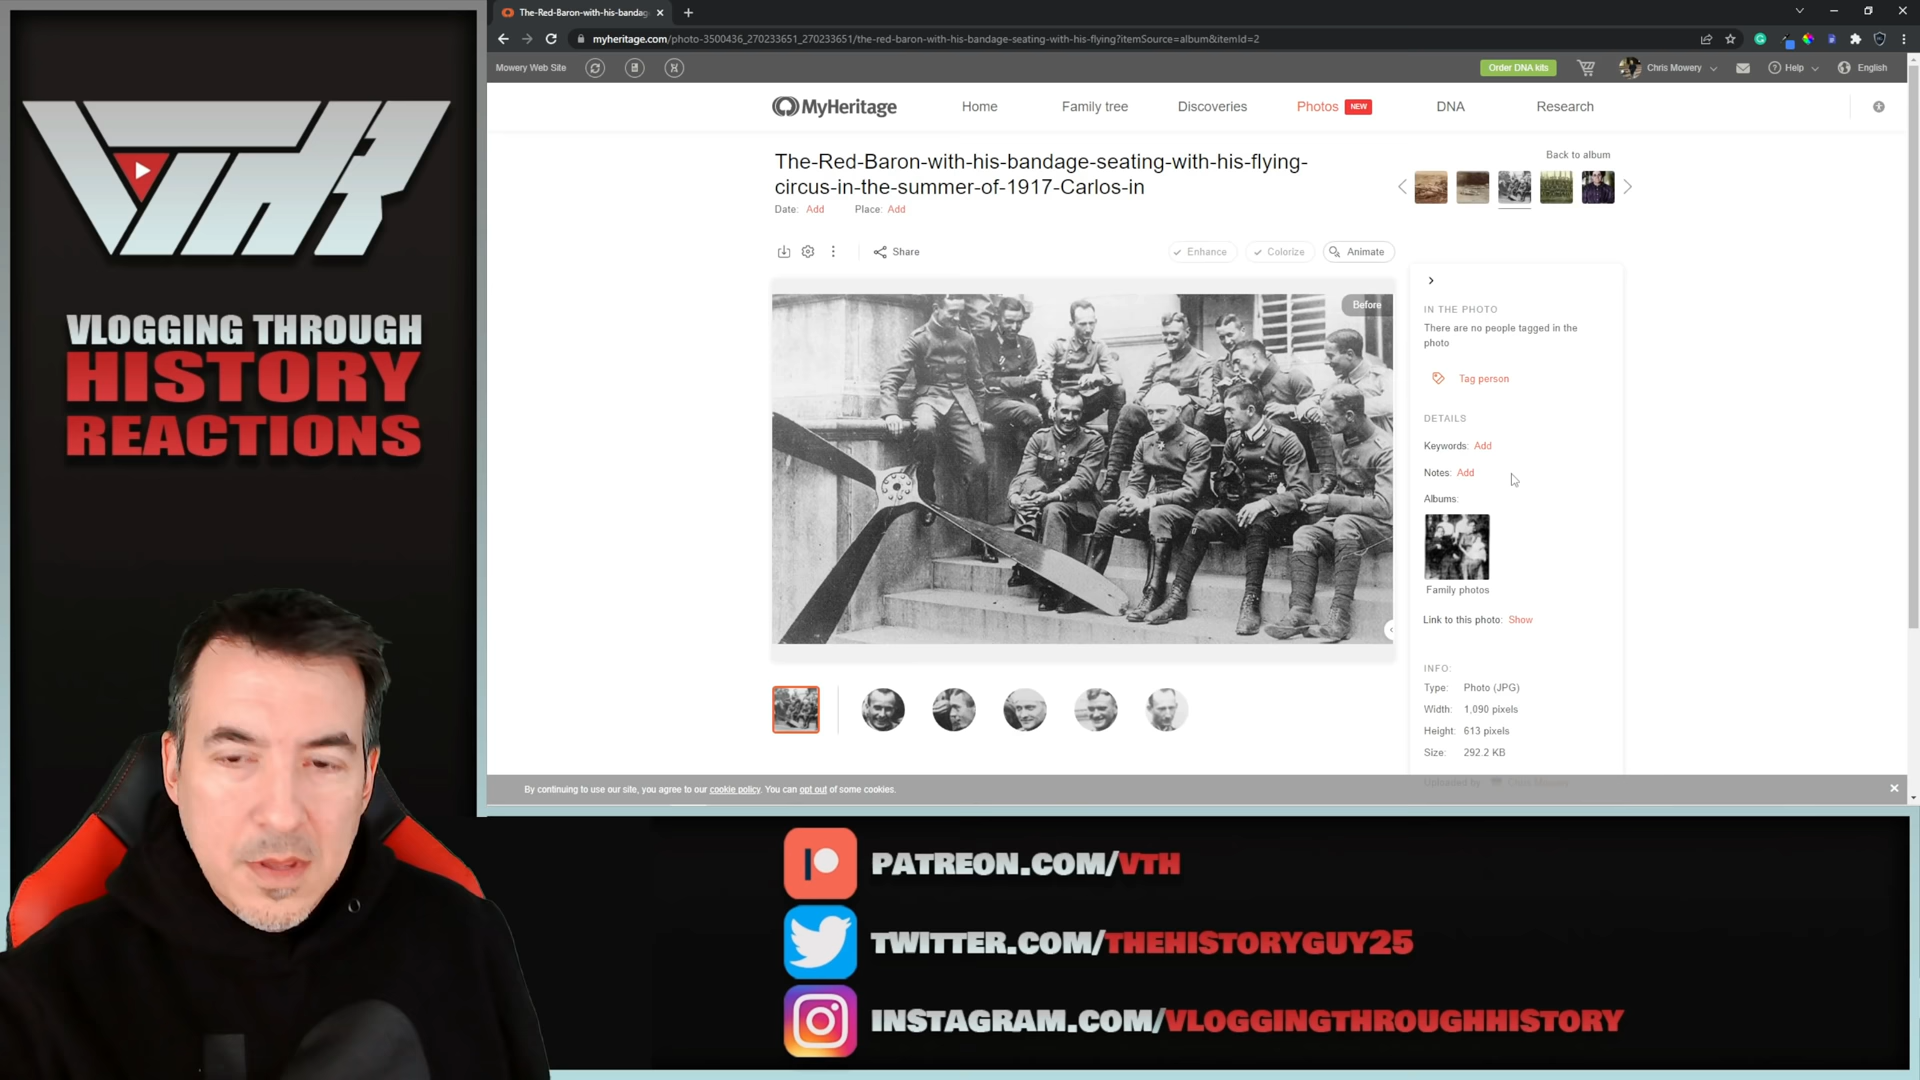 The-Red-Baron-with-his-bandag
myheritage.com/photo-3500436_270233651_270233651/the-red-baron-with-his-bandage-seating-with-his-flying?itemSource=album&itemId=2
Mowery Web Site
Order DNA kits
Chris Mowery
Help
English
MyHeritage
Home
Family tree
Discoveries
Photos NEW
DNA
Research
The-Red-Baron-with-his-bandage-seating-with-his-flying-
circus-in-the-summer-of-1917-Carlos-in
Back to album
Date: Add Place: Add
Share
Enhance
Colorize
Animate
Before
IN THE PHOTO
There are no people tagged in the
photo
Tag person
DETAILS
Keywords: Add
Notes: Add
Albums:
Family photos
Link to this photo: Show
INFO:
Type: Photo (JPG)
Width: 1,090 pixels
Height: 613 pixels
Size: 292.2 KB
Uploaded by Chris Mowery
By continuing to use our site, you agree to our cookie policy. You can opt out of some cookies.
VTHR
VLOGGING THROUGH
HISTORY
REACTIONS
PATREON.COM/VTH
TWITTER.COM/THEHISTORYGUY25
INSTAGRAM.COM/VLOGGINGTHROUGHHISTORY